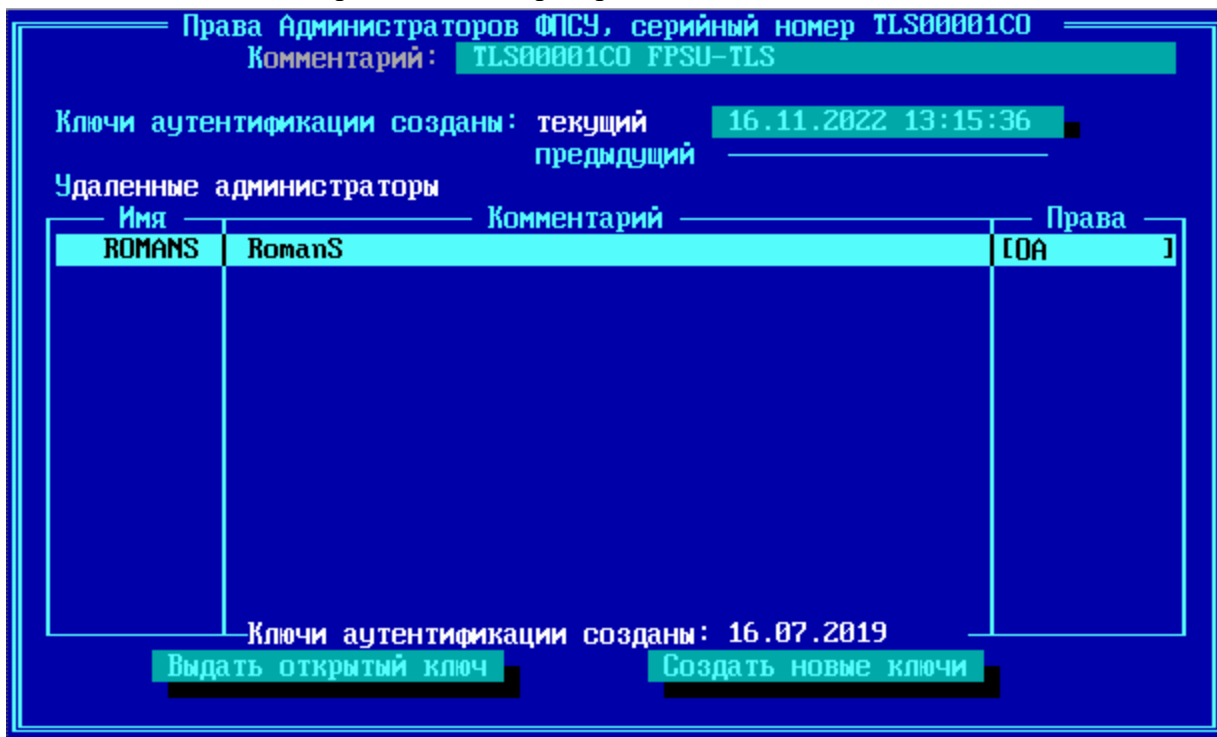 Права Администраторов ФПСУ, серийный номер TLS00001CO
Комментарий: TLS00001CO FPSU-TLS
Ключи аутентификации созданы: текущий 16.11.2022 13:15:36
предыдущий
Удаленные администраторы
Имя Комментарий Права
ROMANS RomanS [OA ]
Ключи аутентификации созданы: 16.07.2019
Выдать открытый ключ Создать новые ключи